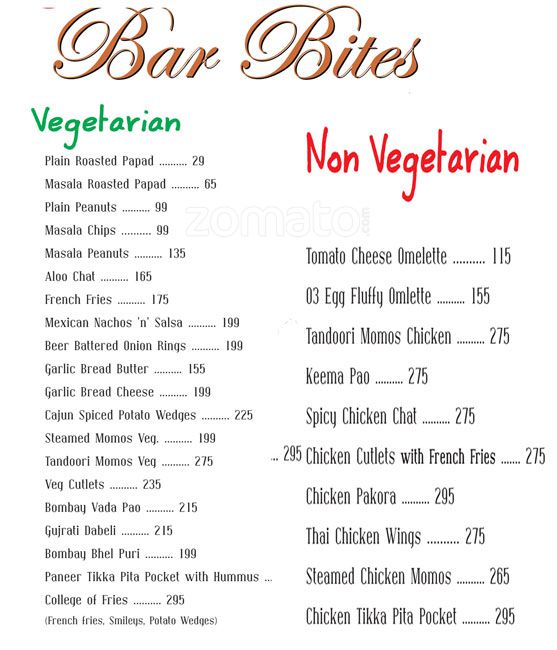 Bar Bites
Vegetarian
Plain Roasted Papad .......... 29
Masala Roasted Papad .......... 65
Plain Peanuts .......... 99
Masala Chips .......... 99
Masala Peanuts .......... 135
Aloo Chat .......... 165
French Fries .......... 175
Mexican Nachos 'n' Salsa .......... 199
Beer Battered Onion Rings .......... 199
Garlic Bread Butter .......... 155
Garlic Bread Cheese .......... 199
Cajun Spiced Potato Wedges .......... 225
Steamed Momos Veg. .......... 199
Tandoori Momos Veg .......... 275
Veg Cutlets .......... 235
Bombay Vada Pao .......... 215
Gujrati Dabeli .......... 215
Bombay Bhel Puri .......... 199
Paneer Tikka Pita Pocket with Hummus ...
College of Fries .......... 295
(French fries, Smileys, Potato Wedges)
zomato.com
Non Vegetarian
Tomato Cheese Omelette .......... 115
03 Egg Fluffy Omlette .......... 155
Tandoori Momos Chicken .......... 275
Keema Pao .......... 275
Spicy Chicken Chat .......... 275
... 295
Chicken Cutlets with French Fries ....... 275
Chicken Pakora .......... 295
Thai Chicken Wings .......... 275
Steamed Chicken Momos .......... 265
Chicken Tikka Pita Pocket .......... 295